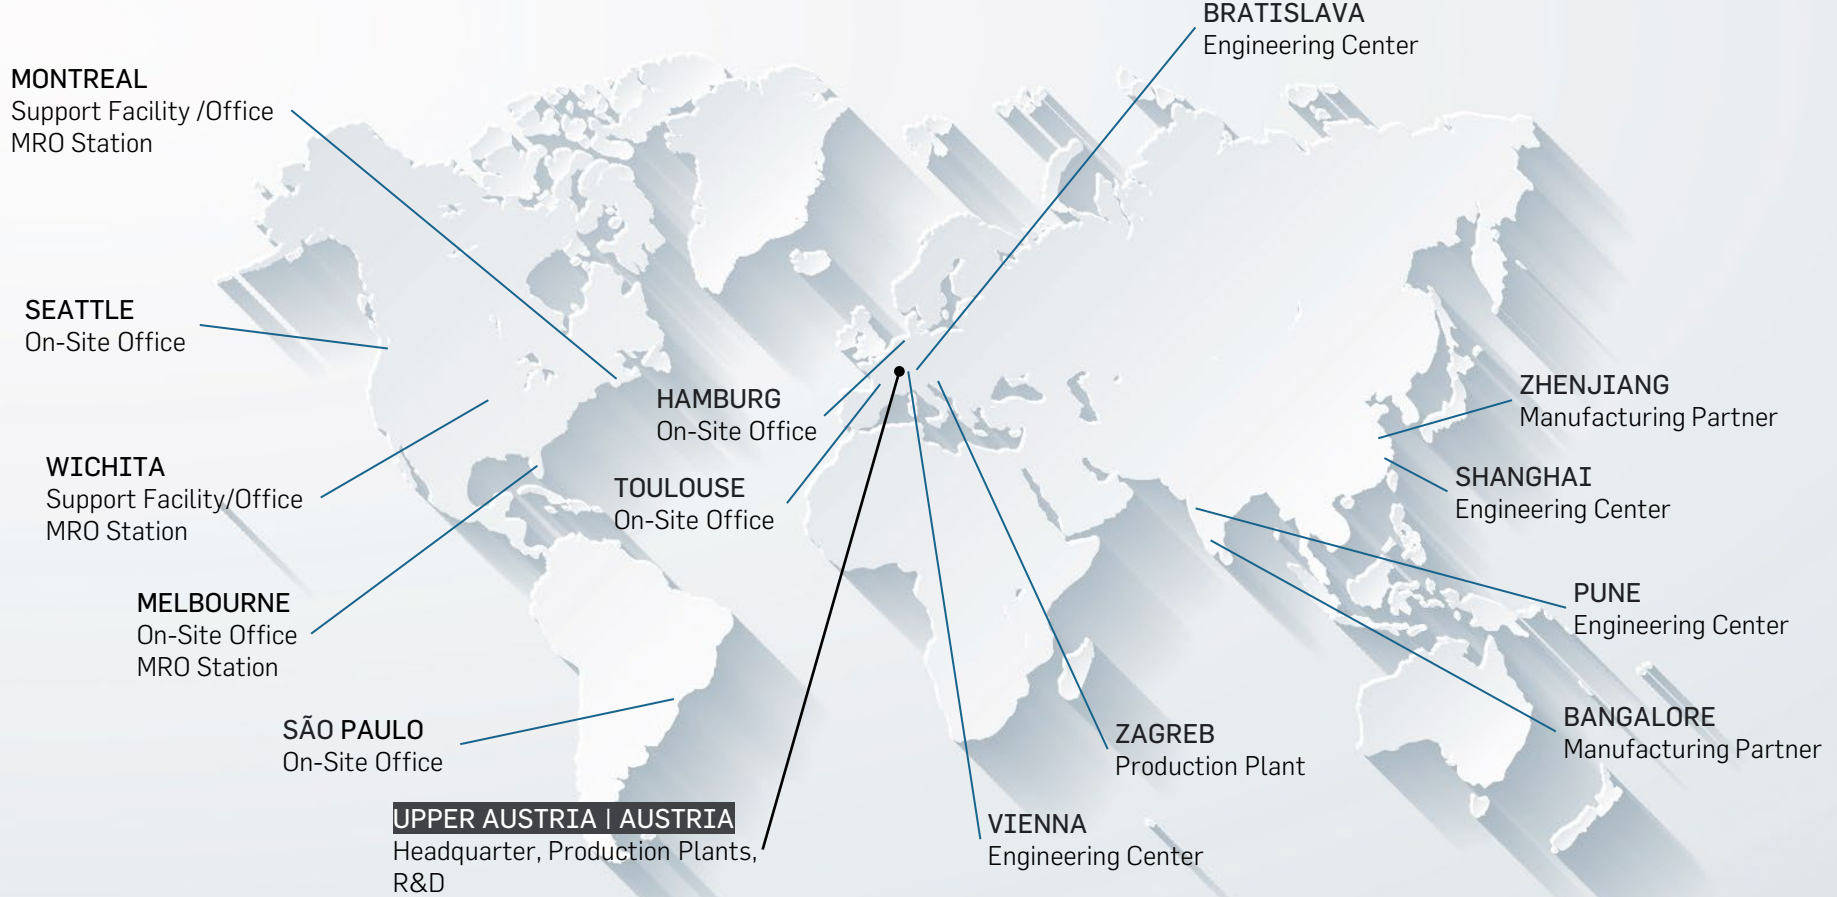 BRATISLAVA
Engineering Center
MONTREAL
Support Facility /Office
MRO Station
SEATTLE
On-Site Office
HAMBURG
On-Site Office
ZHENJIANG
Manufacturing Partner
WICHITA
Support Facility/Office
MRO Station
TOULOUSE
On-Site Office
SHANGHAI
Engineering Center
MELBOURNE
On-Site Office
MRO Station
PUNE
Engineering Center
SÃO PAULO
On-Site Office
ZAGREB
Production Plant
BANGALORE
Manufacturing Partner
UPPER AUSTRIA | AUSTRIA
Headquarter, Production Plants,
R&D
VIENNA
Engineering Center